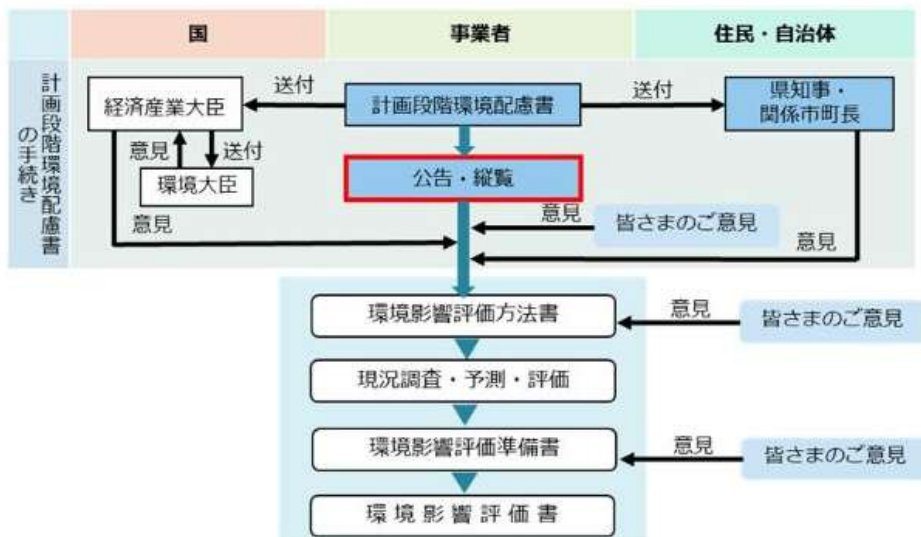 国
事業者
住民・自治体
計画段階環境配慮書
の手続き
経済産業大臣
送付
計画段階環境配慮書
送付
県知事・
関係市町長
意見
送付
環境大臣
公告・縦覧
意見
意見
皆さまのご意見
意見
環境影響評価方法書
意見
皆さまのご意見
現況調査・予測・評価
環境影響評価準備書
意見
皆さまのご意見
環境影響評価書